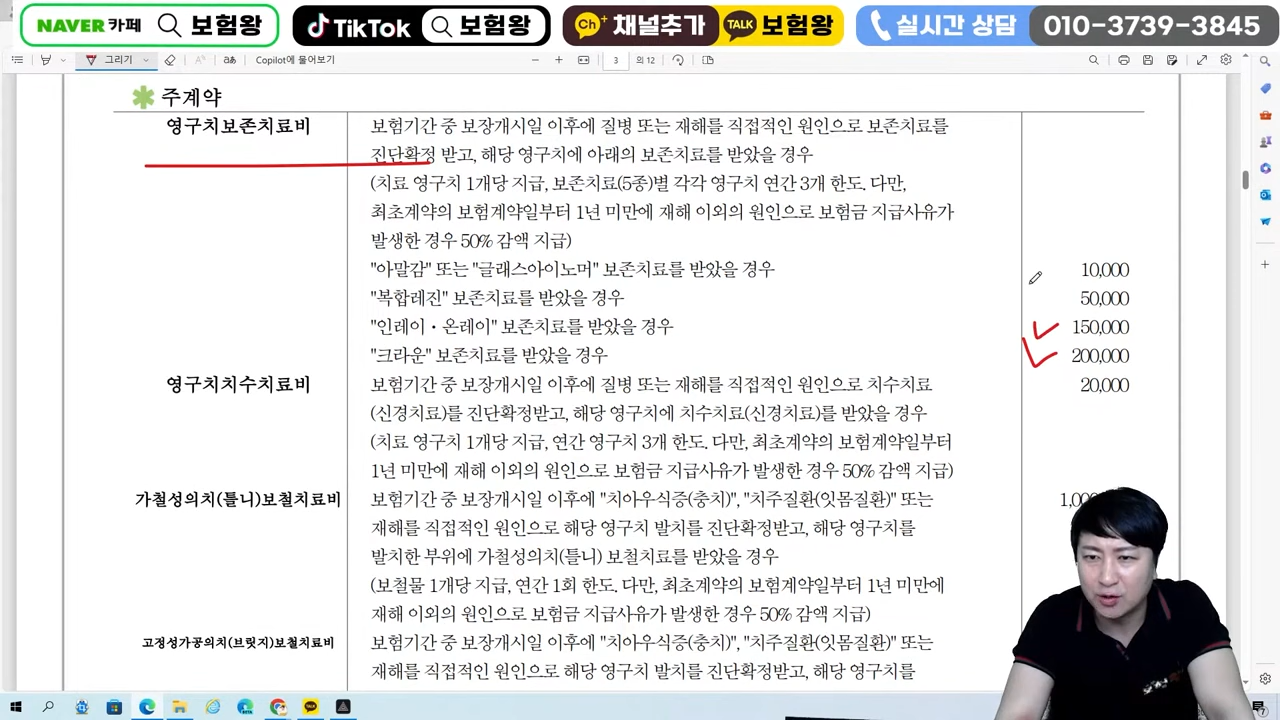 NAVER 카페 보험왕 TikTok 보험왕 Ch+ 채널추가 TALK 보험왕 실시간 상담 010-3739-3845
그리기 aあ Copilot에 물어보기 3 의 12
주계약
영구치보존치료비 보험기간 중 보장개시일 이후에 질병 또는 재해를 직접적인 원인으로 보존치료를
진단확정 받고, 해당 영구치에 아래의 보존치료를 받았을 경우
(치료 영구치 1개당 지급, 보존치료(5종)별 각각 영구치 연간 3개 한도. 다만,
최초계약의 보험계약일부터 1년 미만에 재해 이외의 원인으로 보험금 지급사유가
발생한 경우 50% 감액 지급)
"아말감" 또는 "글래스아이노머" 보존치료를 받았을 경우 10,000
"복합레진" 보존치료를 받았을 경우 50,000
"인레이·온레이" 보존치료를 받았을 경우 150,000
"크라운" 보존치료를 받았을 경우 200,000
영구치치수치료비 보험기간 중 보장개시일 이후에 질병 또는 재해를 직접적인 원인으로 치수치료 20,000
(신경치료)를 진단확정받고, 해당 영구치에 치수치료(신경치료)를 받았을 경우
(치료 영구치 1개당 지급, 연간 영구치 3개 한도. 다만, 최초계약의 보험계약일부터
1년 미만에 재해 이외의 원인으로 보험금 지급사유가 발생한 경우 50% 감액 지급)
가철성의치(틀니)보철치료비 보험기간 중 보장개시일 이후에 "치아우식증(충치)", "치주질환(잇몸질환)" 또는
재해를 직접적인 원인으로 해당 영구치 발치를 진단확정받고, 해당 영구치를
발치한 부위에 가철성의치(틀니) 보철치료를 받았을 경우
(보철물 1개당 지급, 연간 1회 한도. 다만, 최초계약의 보험계약일부터 1년 미만에
재해 이외의 원인으로 보험금 지급사유가 발생한 경우 50% 감액 지급)
고정성가공의치(브릿지)보철치료비 보험기간 중 보장개시일 이후에 "치아우식증(충치)", "치주질환(잇몸질환)" 또는
재해를 직접적인 원인으로 해당 영구치 발치를 진단확정받고, 해당 영구치를